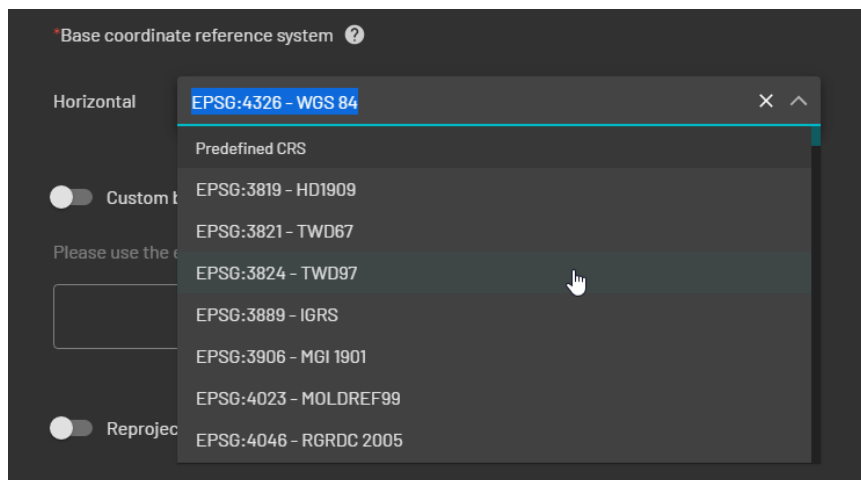 *Base coordinate reference system ?
Horizontal
EPSG:4326 - WGS 84
Predefined CRS
EPSG:3819 - HD1909
Custom
EPSG:3821 - TWD67
Please use the
EPSG:3824 - TWD97
EPSG:3889 - IGRS
EPSG:3906 - MGI 1901
EPSG:4023 - MOLDREF99
Reprojec
EPSG:4046 - RGRDC 2005